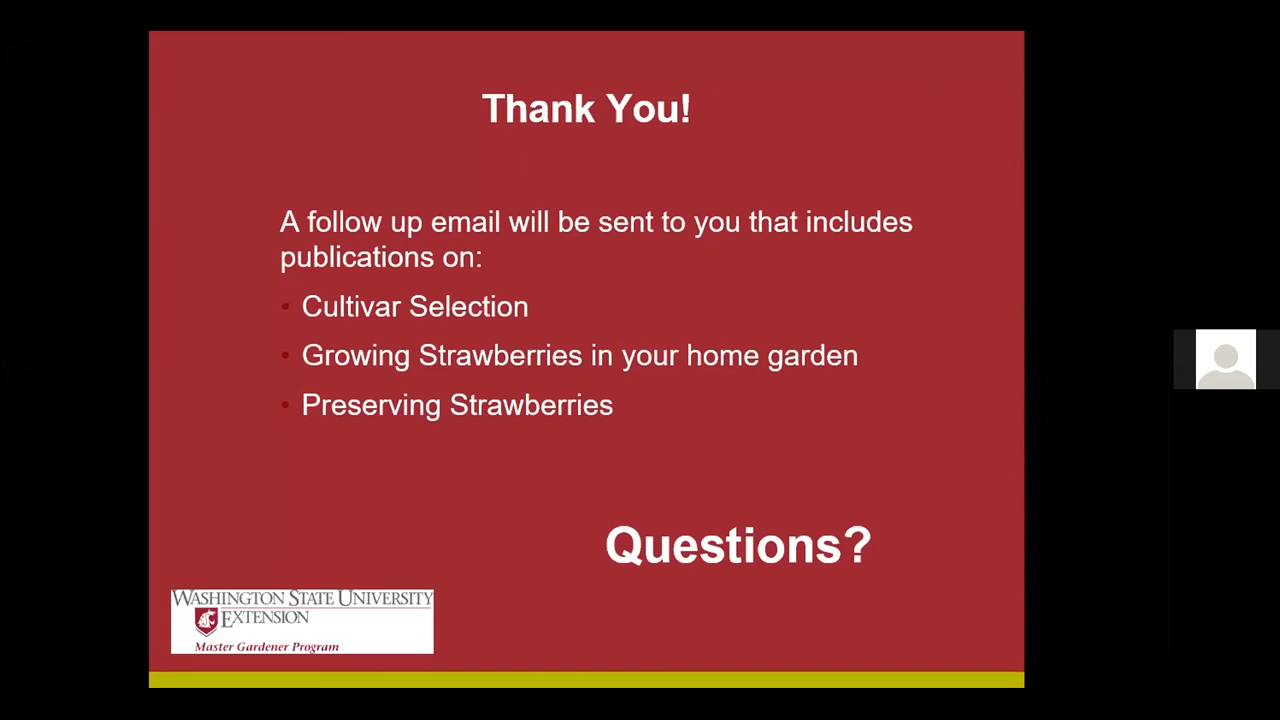 Thank You!
A follow up email will be sent to you that includes
publications on:
• Cultivar Selection
• Growing Strawberries in your home garden
• Preserving Strawberries
Questions?
WASHINGTON STATE UNIVERSITY
EXTENSION
Master Gardener Program